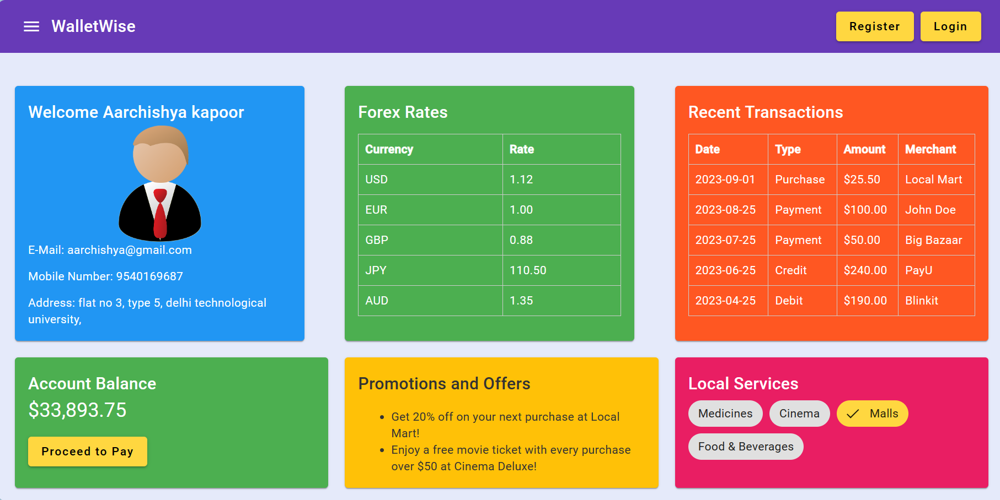 WalletWise
Register
Login
Welcome Aarchishya kapoor
E-Mail: aarchishya@gmail.com
Mobile Number: 9540169687
Address: flat no 3, type 5, delhi technological
university,
Forex Rates
Currency Rate
USD 1.12
EUR 1.00
GBP 0.88
JPY 110.50
AUD 1.35
Recent Transactions
Date Type Amount Merchant
2023-09-01 Purchase $25.50 Local Mart
2023-08-25 Payment $100.00 John Doe
2023-07-25 Payment $50.00 Big Bazaar
2023-06-25 Credit $240.00 PayU
2023-04-25 Debit $190.00 Blinkit
Account Balance
$33,893.75
Proceed to Pay
Promotions and Offers
• Get 20% off on your next purchase at Local
Mart!
• Enjoy a free movie ticket with every purchase
over $50 at Cinema Deluxe!
Local Services
Medicines
Cinema
Malls
Food & Beverages